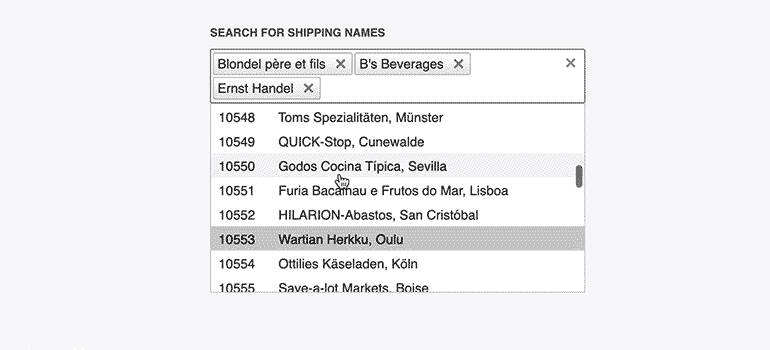 SEARCH FOR SHIPPING NAMES
Blondel père et fils B's Beverages
Ernst Handel
10548 Toms Spezialitäten, Münster
10549 QUICK-Stop, Cunewalde
10550 Godos Cocina Típica, Sevilla
10551 Furia Bacalhau e Frutos do Mar, Lisboa
10552 HILARION-Abastos, San Cristóbal
10553 Wartian Herkku, Oulu
10554 Ottilies Käseladen, Köln
10555 Save-a-lot Markets, Boise